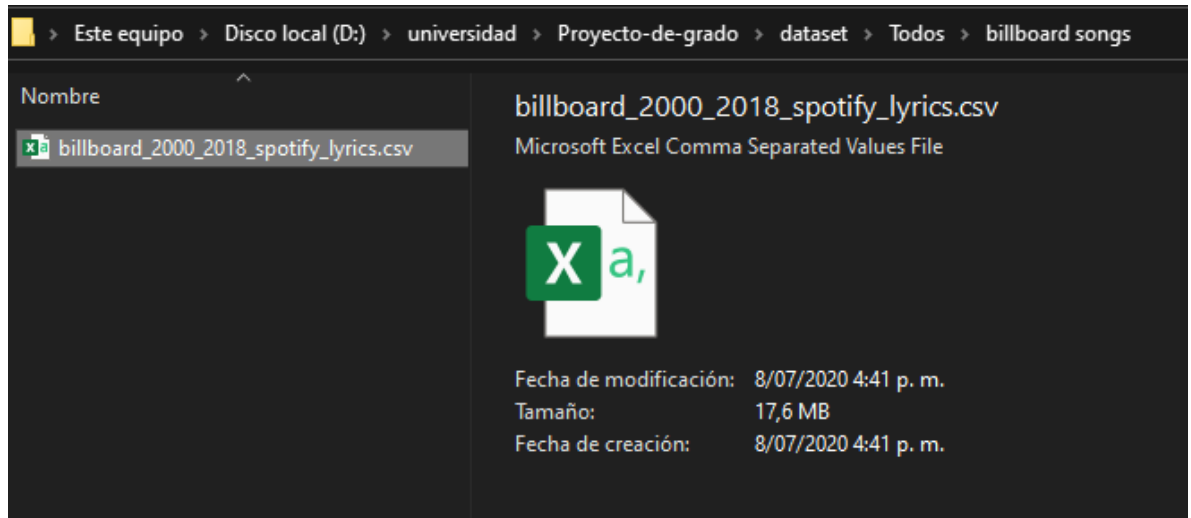 Este equipo > Disco local (D:) > universidad > Proyecto-de-grado > dataset > Todos > billboard songs
Nombre
billboard_2000_2018_spotify_lyrics.csv
billboard_2000_2018_spotify_lyrics.csv
Microsoft Excel Comma Separated Values File
X a,
Fecha de modificación: 8/07/2020 4:41 p. m.
Tamaño: 17,6 MB
Fecha de creación: 8/07/2020 4:41 p. m.